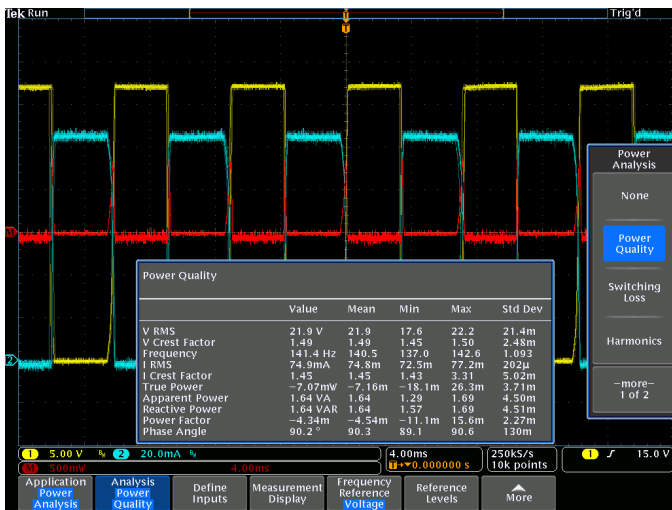 Tek Run Trig'd
T
T
M
2
Power Analysis
None
Power Quality
Switching Loss
Harmonics
—more—
1 of 2
Power Quality
Value Mean Min Max Std Dev
V RMS 21.9 V 21.9 17.6 22.2 21.4m
V Crest Factor 1.49 1.49 1.45 1.50 2.48m
Frequency 141.4 Hz 140.5 137.0 142.6 1.093
I RMS 74.9mA 74.8m 72.5m 77.2m 202µ
I Crest Factor 1.45 1.45 1.43 3.31 5.02m
True Power −7.07mW −7.16m −18.1m 26.3m 3.71m
Apparent Power 1.64 VA 1.64 1.29 1.69 4.50m
Reactive Power 1.64 VAR 1.64 1.57 1.69 4.51m
Power Factor −4.34m −4.54m −11.1m 15.6m 2.27m
Phase Angle 90.2 ° 90.3 89.1 90.6 130m
1 5.00 V BW 2 20.0mA BW 4.00ms 250kS/s 1 15.0 V
M 500mW 4.00ms T→▼0.000000 s 10k points
Application Power Analysis
Analysis Power Quality
Define Inputs
Measurement Display
Frequency Reference Voltage
Reference Levels
More